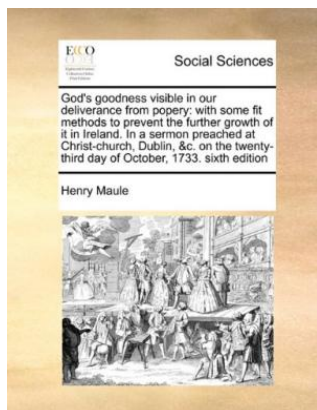 ECCO
Social Sciences
God's goodness visible in our
deliverance from popery: with some fit
methods to prevent the further growth of
it in Ireland. In a sermon preached at
Christ-church, Dublin, &c. on the twenty-
third day of October, 1733. sixth edition
Henry Maule